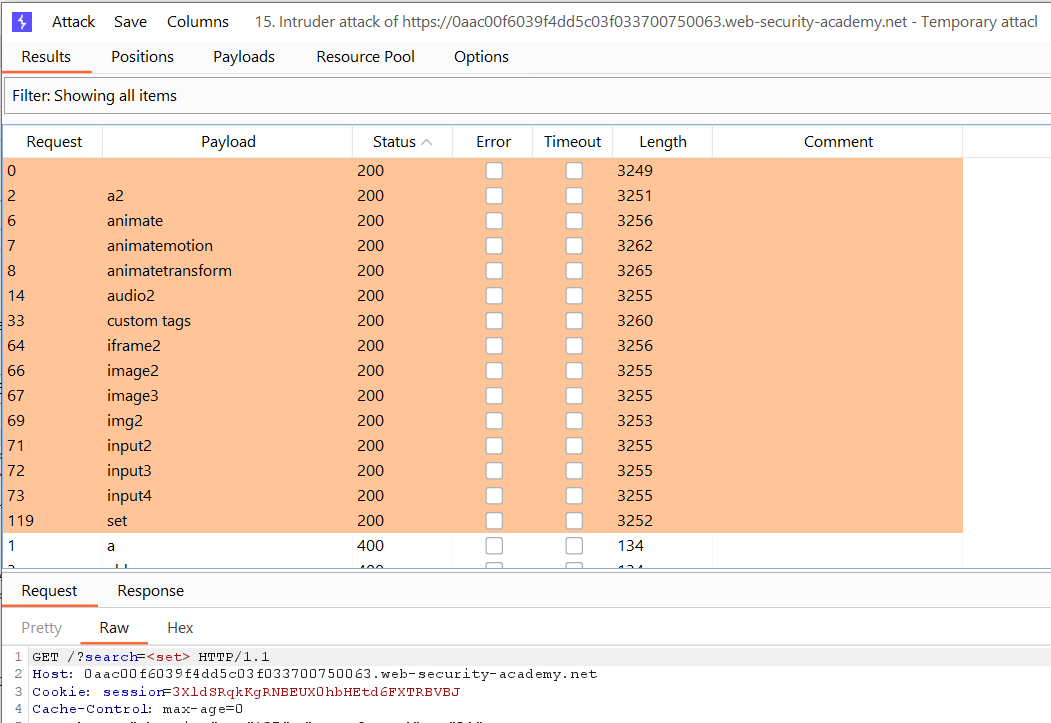 Attack Save Columns 15. Intruder attack of https://0aac00f6039f4dd5c03f033700750063.web-security-academy.net - Temporary attacl
Results Positions Payloads Resource Pool Options
Filter: Showing all items
Request Payload Status Error Timeout Length Comment
0 200 3249
2 a2 200 3251
6 animate 200 3256
7 animatemotion 200 3262
8 animatetransform 200 3265
14 audio2 200 3255
33 custom tags 200 3260
64 iframe2 200 3256
66 image2 200 3255
67 image3 200 3255
69 img2 200 3253
71 input2 200 3255
72 input3 200 3255
73 input4 200 3255
119 set 200 3252
1 a 400 134
Request Response
Pretty Raw Hex
1 GET /?search=<set> HTTP/1.1
2 Host: 0aac00f6039f4dd5c03f033700750063.web-security-academy.net
3 Cookie: session=3XldSRqkKgRNBEUX0hbHEtd6FXTRBVBJ
4 Cache-Control: max-age=0